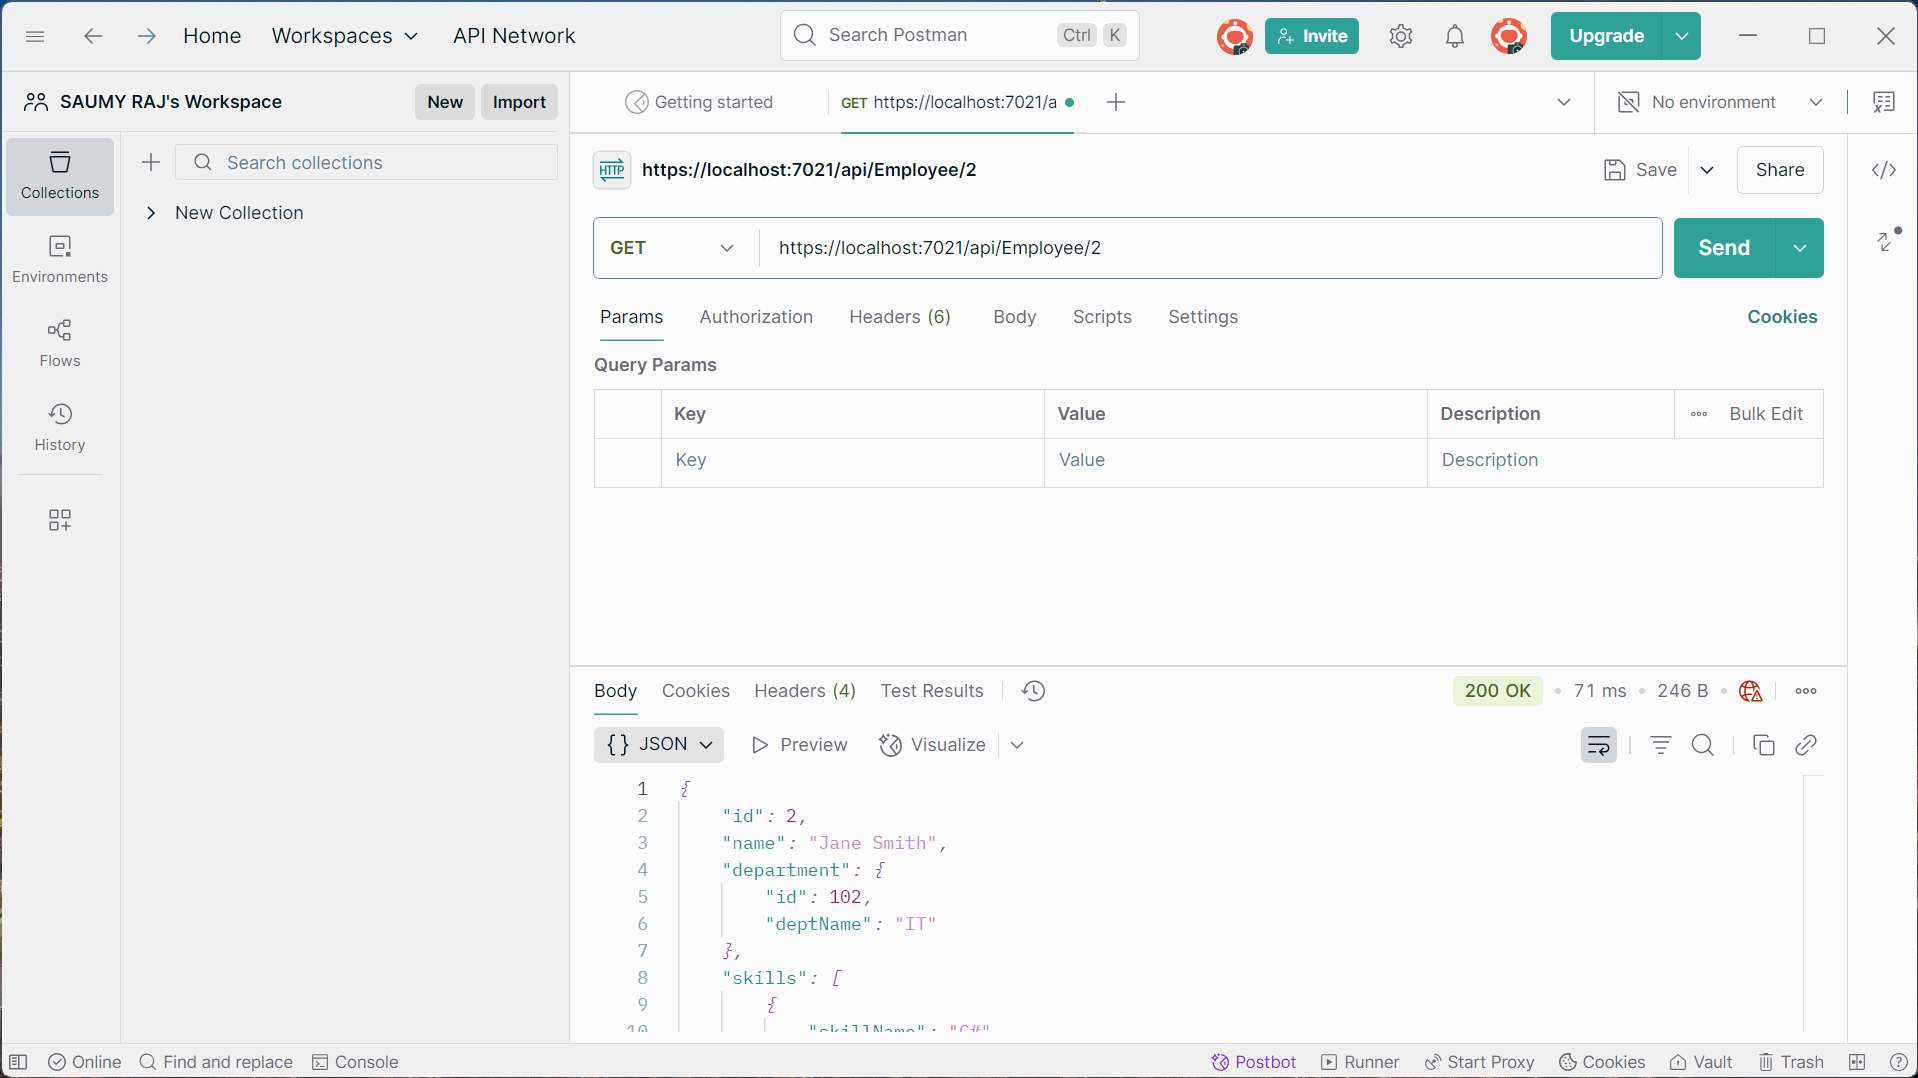 Home Workspaces API Network Search Postman Ctrl K Invite Upgrade
SAUMY RAJ's Workspace New Import Getting started GET https://localhost:7021/a No environment
Collections
Search collections
New Collection
Environments
Flows
History
HTTP https://localhost:7021/api/Employee/2 Save Share
GET https://localhost:7021/api/Employee/2 Send
Params Authorization Headers (6) Body Scripts Settings Cookies
Query Params
Key Value Description Bulk Edit
Key Value Description
Body Cookies Headers (4) Test Results 200 OK 71 ms 246 B
{} JSON Preview Visualize
1 {
2 "id": 2,
3 "name": "Jane Smith",
4 "department": {
5 "id": 102,
6 "deptName": "IT"
7 },
8 "skills": [
9 {
10 "skillName": "C#"
Online Find and replace Console Postbot Runner Start Proxy Cookies Vault Trash